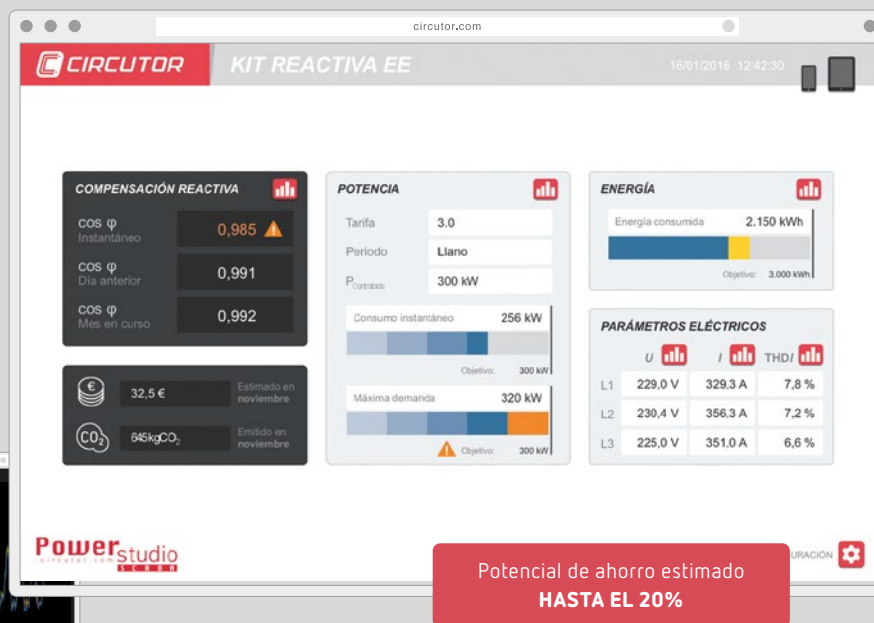 circutor.com
CIRCUTOR
KIT REACTIVA EE
16/01/2016 12:42:30
COMPENSACIÓN REACTIVA
cos φ
Instantáneo
0,985
cos φ
Día anterior
0,991
cos φ
Mes en curso
0,992
€
32,5 €
Estimado en
noviembre
CO2
645kgCO2
Emitido en
noviembre
POTENCIA
Tarifa 3.0
Periodo Llano
PContratada 300 kW
Consumo instantáneo 256 kW
Objetivo: 300 kW
Máxima demanda 320 kW
Objetivo: 300 kW
ENERGÍA
Energía consumida 2.150 kWh
Objetivo: 3.000 kWh
PARÁMETROS ELÉCTRICOS
U I THDI
L1 229,0 V 329,3 A 7,8 %
L2 230,4 V 356,3 A 7,2 %
L3 225,0 V 351,0 A 6,6 %
Powerstudio
circutor.com
SCADA
URACIÓN
Potencial de ahorro estimado
HASTA EL 20%